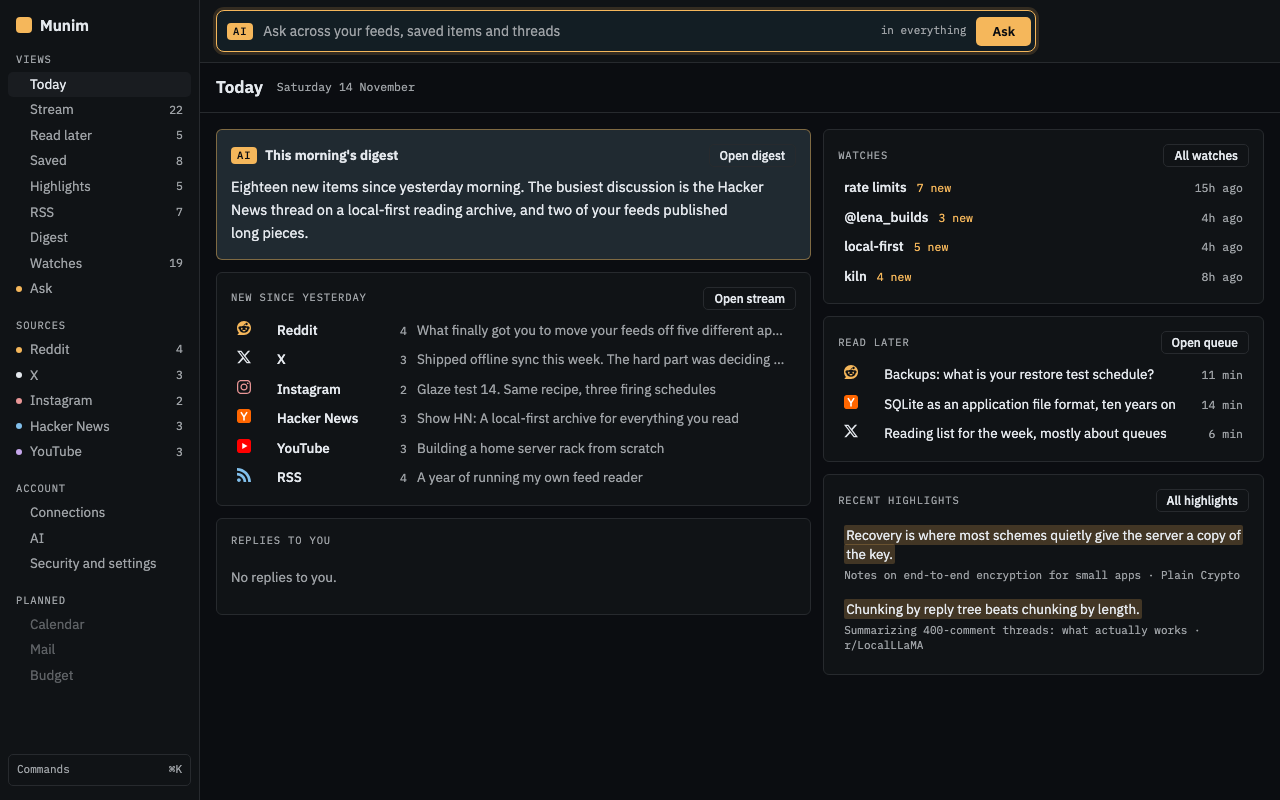 Munim
VIEWS
Today
Stream 22
Read later 5
Saved 8
Highlights 5
RSS 7
Digest
Watches 19
Ask
SOURCES
Reddit 4
X 3
Instagram 2
Hacker News 3
YouTube 3
ACCOUNT
Connections
AI
Security and settings
PLANNED
Calendar
Mail
Budget
Commands ⌘K
AI Ask across your feeds, saved items and threads in everything Ask
Today Saturday 14 November
AI This morning's digest Open digest
Eighteen new items since yesterday morning. The busiest discussion is the Hacker
News thread on a local-first reading archive, and two of your feeds published
long pieces.
NEW SINCE YESTERDAY Open stream
Reddit 4 What finally got you to move your feeds off five different ap...
X 3 Shipped offline sync this week. The hard part was deciding ...
Instagram 2 Glaze test 14. Same recipe, three firing schedules
Hacker News 3 Show HN: A local-first archive for everything you read
YouTube 3 Building a home server rack from scratch
RSS 4 A year of running my own feed reader
REPLIES TO YOU
No replies to you.
WATCHES All watches
rate limits 7 new 15h ago
@lena_builds 3 new 4h ago
local-first 5 new 4h ago
kiln 4 new 8h ago
READ LATER Open queue
Backups: what is your restore test schedule? 11 min
SQLite as an application file format, ten years on 14 min
Reading list for the week, mostly about queues 6 min
RECENT HIGHLIGHTS All highlights
Recovery is where most schemes quietly give the server a copy of
the key.
Notes on end-to-end encryption for small apps · Plain Crypto
Chunking by reply tree beats chunking by length.
Summarizing 400-comment threads: what actually works ·
r/LocalLLaMA